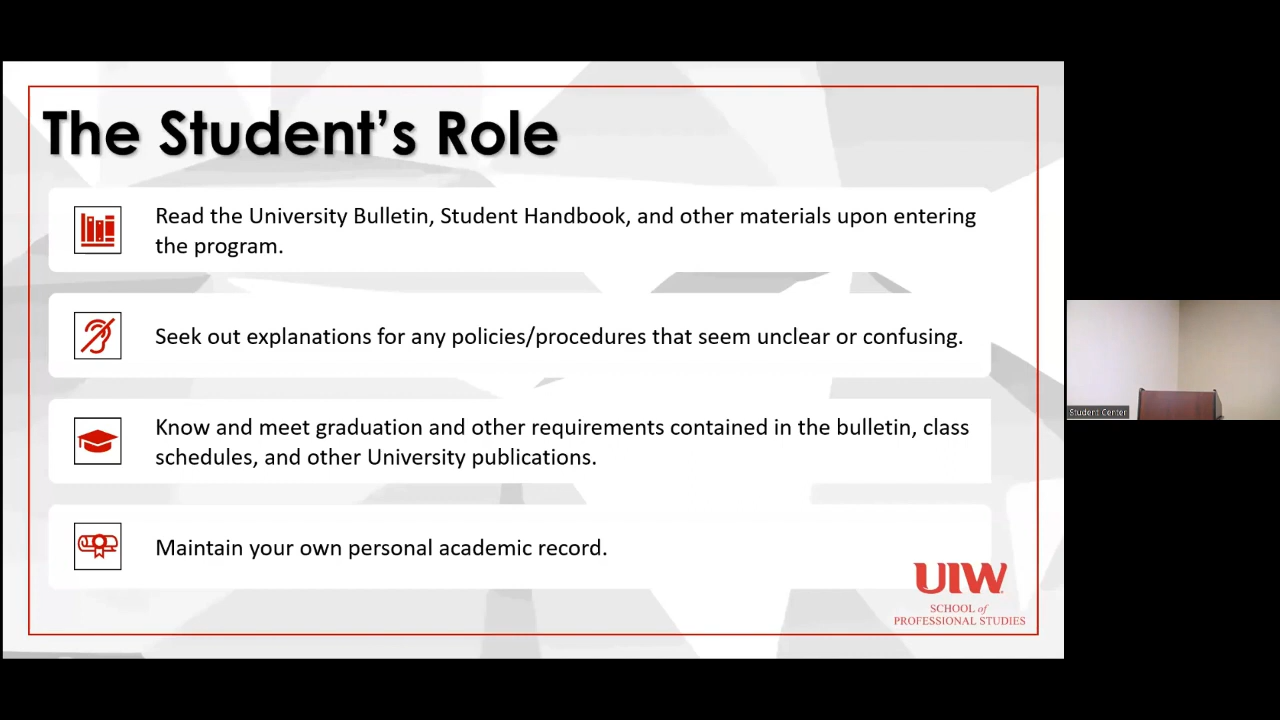 The Student's Role
Read the University Bulletin, Student Handbook, and other materials upon entering
the program.
Seek out explanations for any policies/procedures that seem unclear or confusing.
Know and meet graduation and other requirements contained in the bulletin, class
schedules, and other University publications.
Maintain your own personal academic record.
UIW
SCHOOL of
PROFESSIONAL STUDIES
Student Center